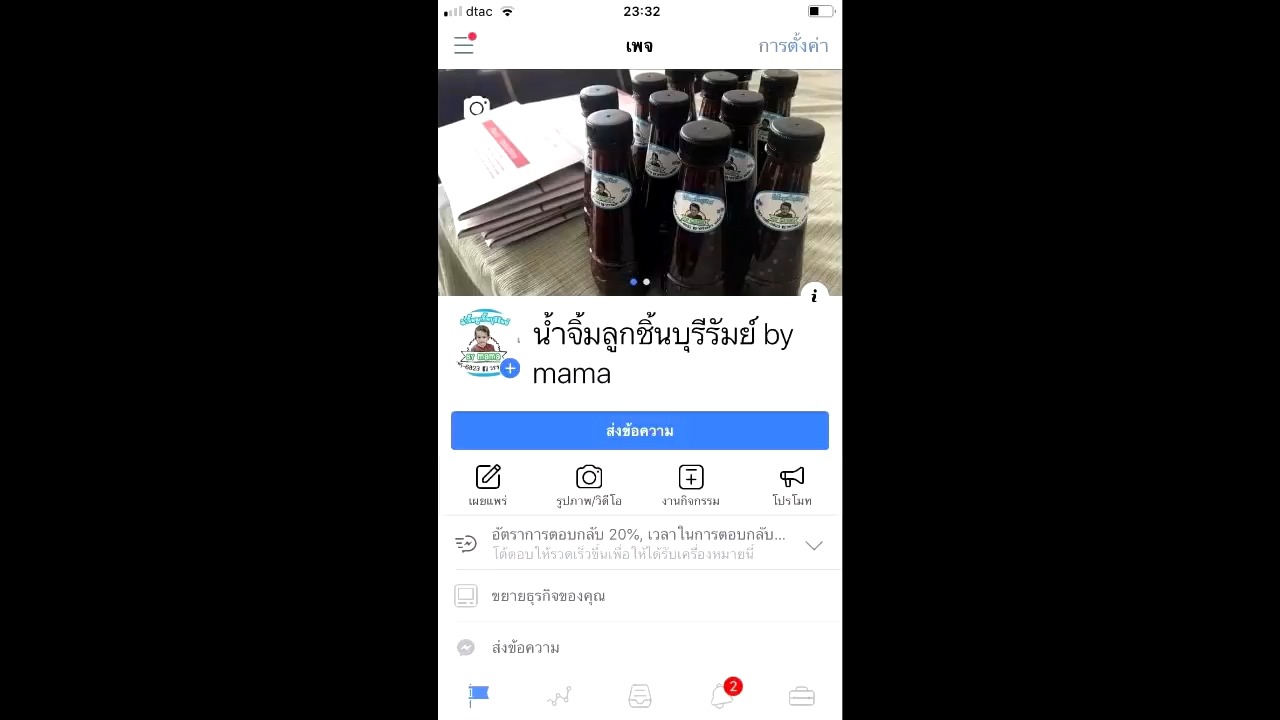 dtac
23:32
เพจ
การตั้งค่า
น้ำจิ้มลูกชิ้นบุรีรัมย์ by
mama
BY MAMA
ส่งข้อความ
เผยแพร่
รูปภาพ/วิดีโอ
งานกิจกรรม
โปรโมท
อัตราการตอบกลับ 20%, เวลาในการตอบกลับ...
โต้ตอบให้รวดเร็วขึ้นเพื่อให้ได้รับเครื่องหมายนี้
ขยายธุรกิจของคุณ
ส่งข้อความ
2